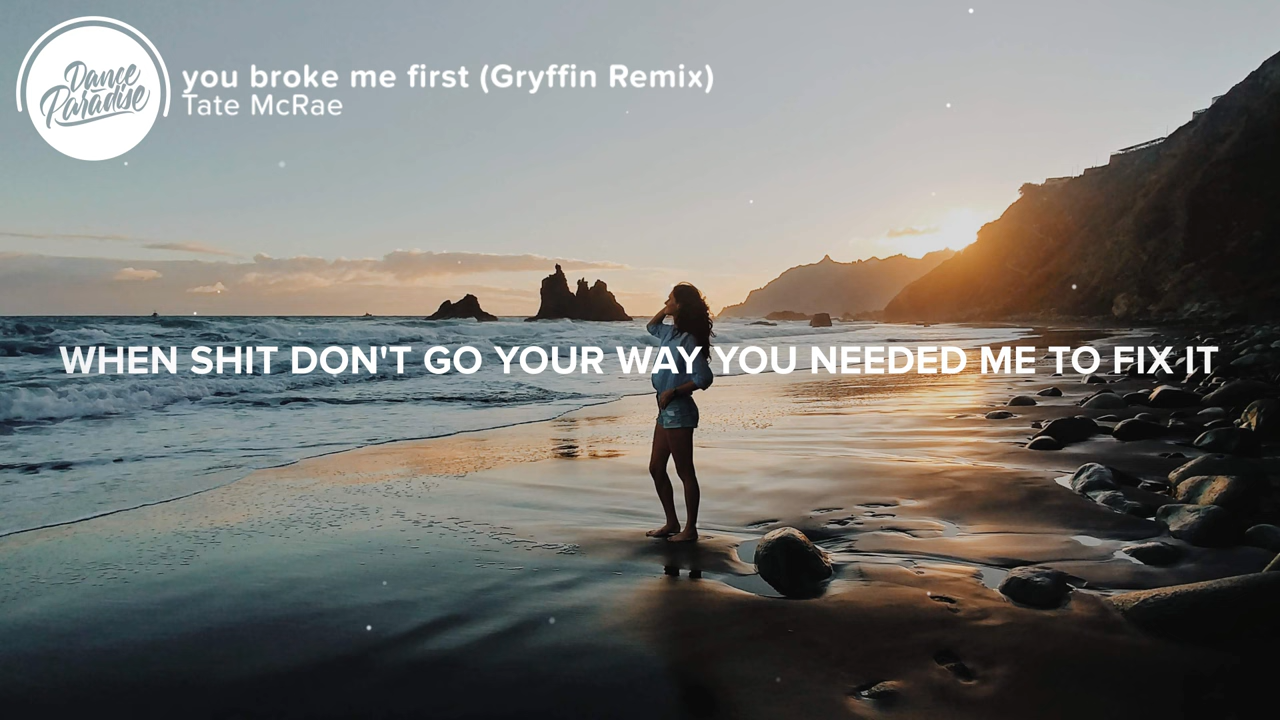 Dance
Paradise
you broke me first (Gryffin Remix)
Tate McRae
WHEN SHIT DON'T GO YOUR WAY YOU NEEDED ME TO FIX IT